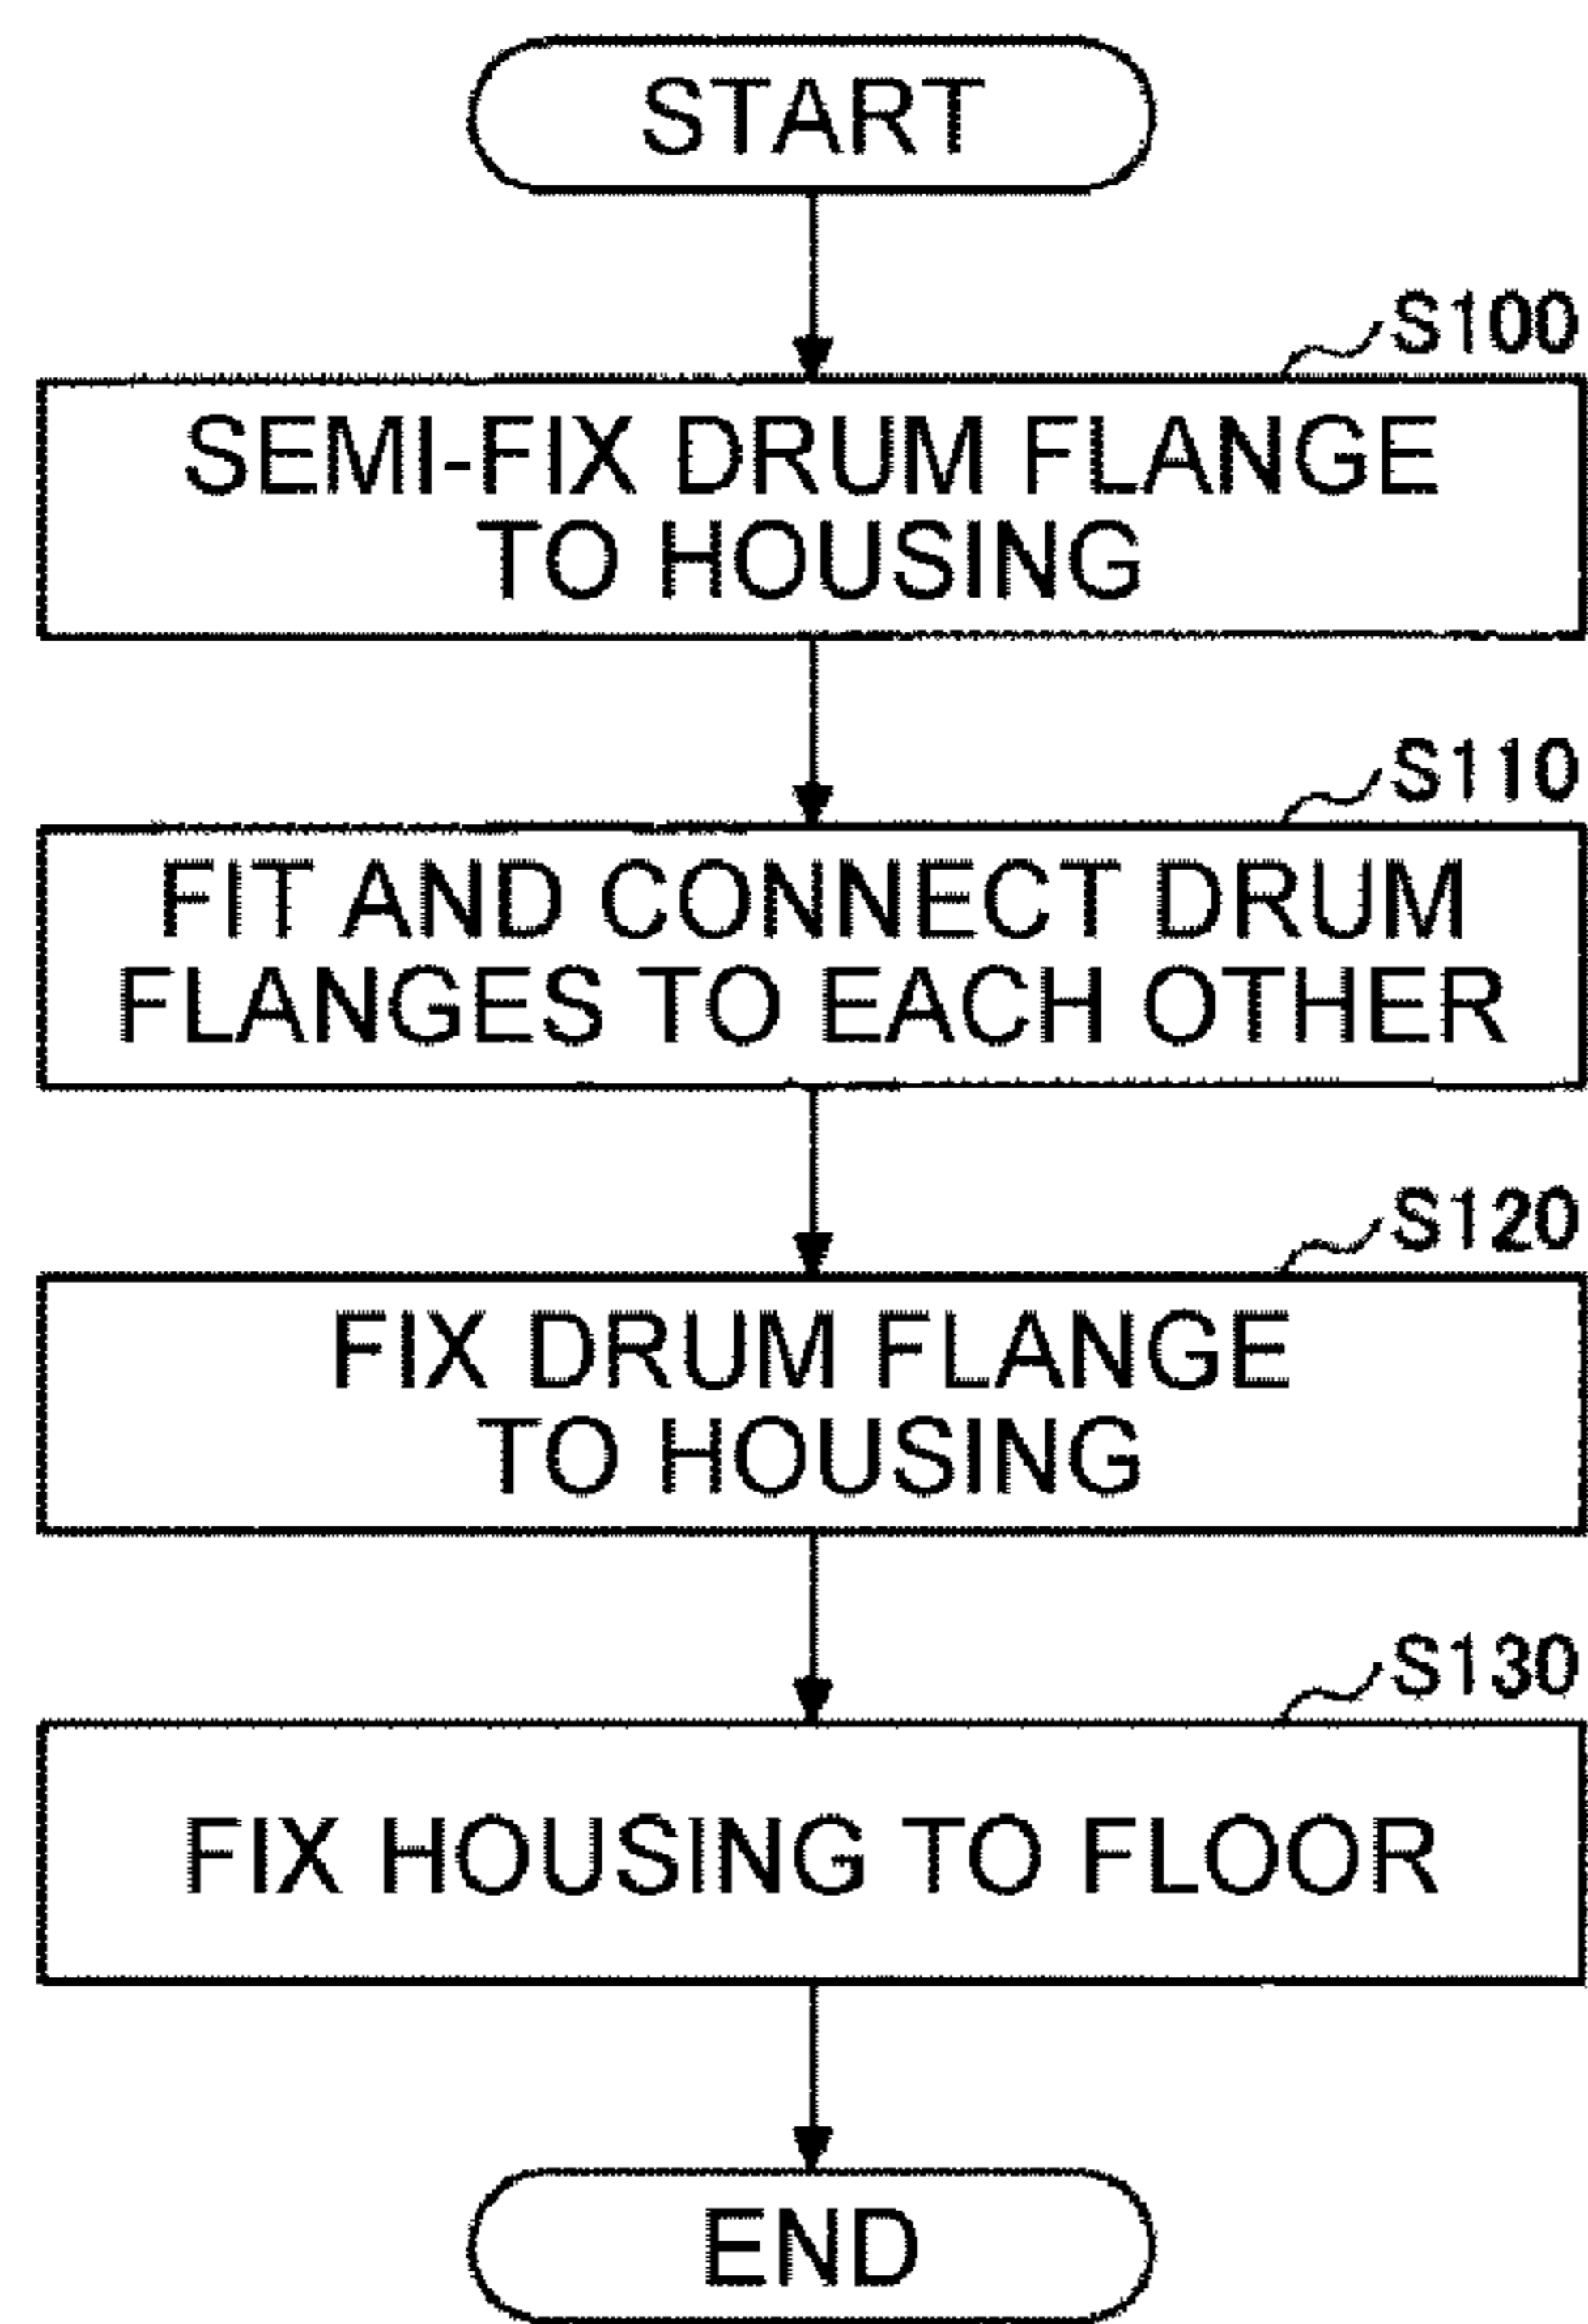 START
S100
SEMI-FIX DRUM FLANGE
TO HOUSING
S110
FIT AND CONNECT DRUM
FLANGES TO EACH OTHER
S120
FIX DRUM FLANGE
TO HOUSING
S130
FIX HOUSING TO FLOOR
END